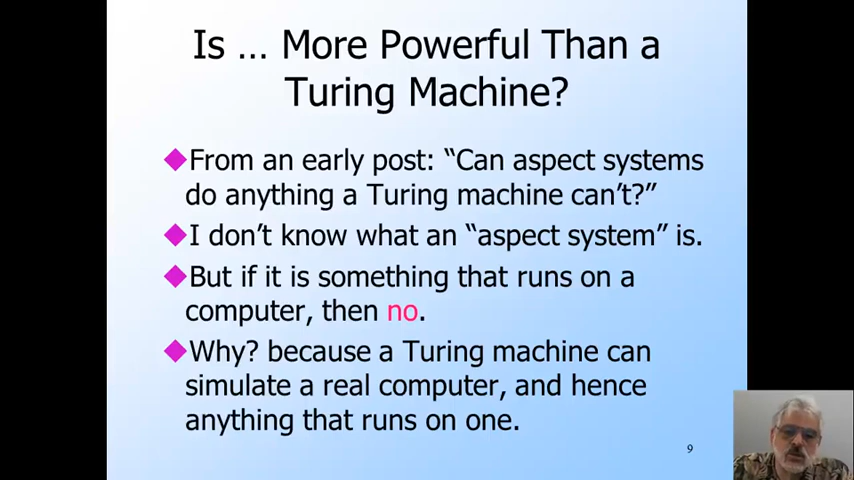 Is … More Powerful Than a
Turing Machine?
From an early post: “Can aspect systems
do anything a Turing machine can’t?”
I don’t know what an “aspect system” is.
But if it is something that runs on a
computer, then no.
Why? because a Turing machine can
simulate a real computer, and hence
anything that runs on one.
9